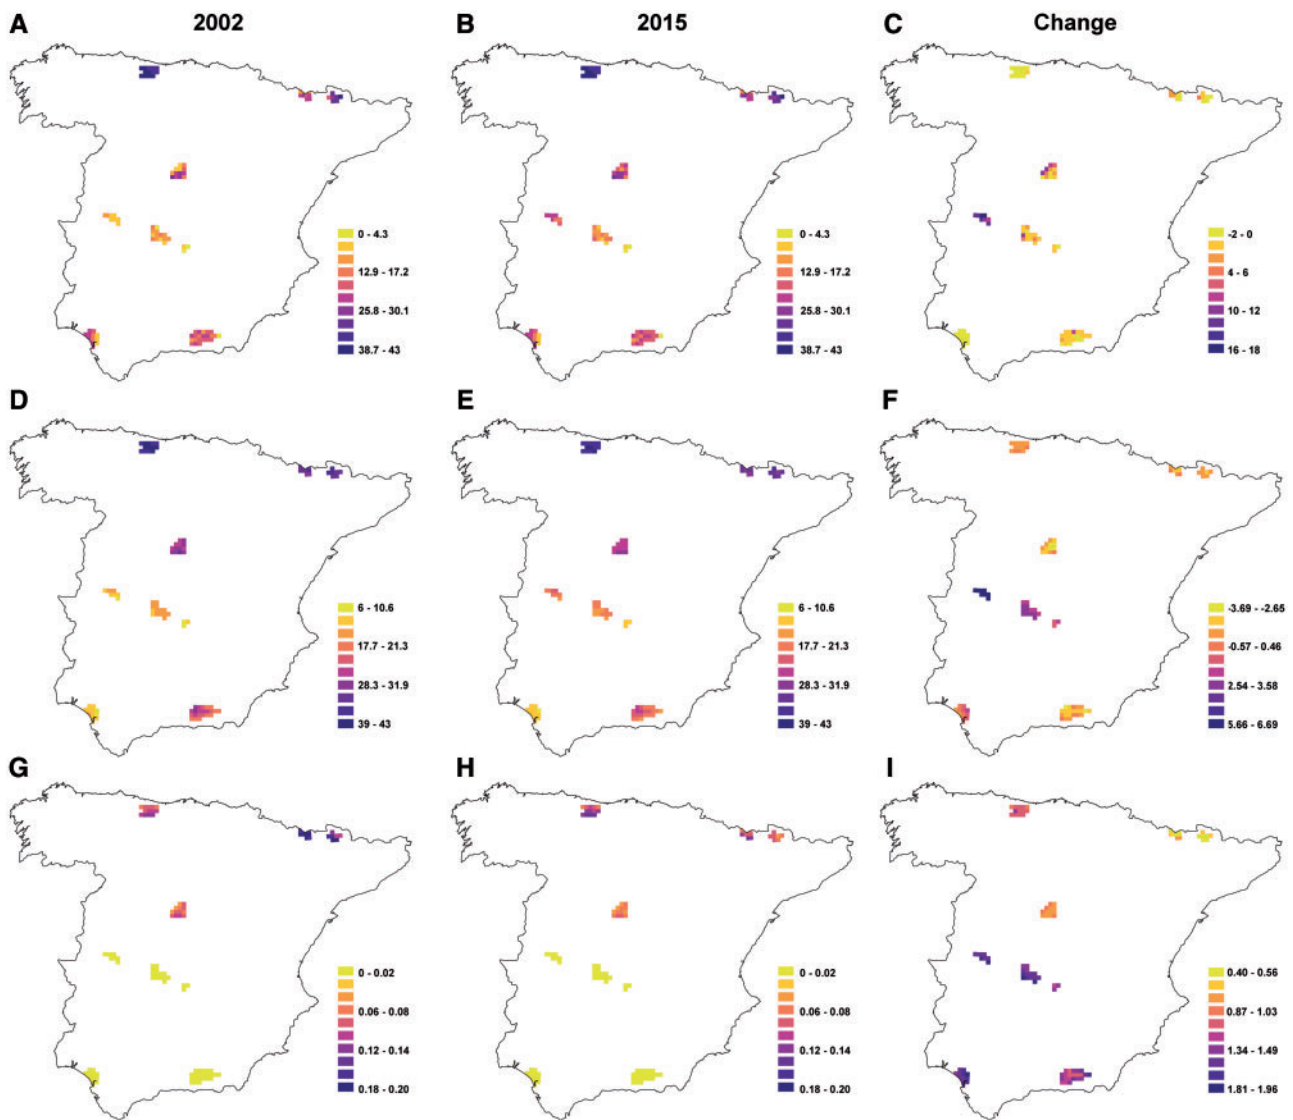 A 2002 B 2015 C Change
0 - 4.3 0 - 4.3 -2 - 0
12.9 - 17.2 12.9 - 17.2 4 - 6
25.8 - 30.1 25.8 - 30.1 10 - 12
38.7 - 43 38.7 - 43 16 - 18
D E F
6 - 10.6 6 - 10.6 -3.69 - -2.65
17.7 - 21.3 17.7 - 21.3 -0.57 - 0.46
28.3 - 31.9 28.3 - 31.9 2.54 - 3.58
39 - 43 39 - 43 5.66 - 6.69
G H I
0 - 0.02 0 - 0.02 0.40 - 0.56
0.06 - 0.08 0.06 - 0.08 0.87 - 1.03
0.12 - 0.14 0.12 - 0.14 1.34 - 1.49
0.18 - 0.20 0.18 - 0.20 1.81 - 1.96